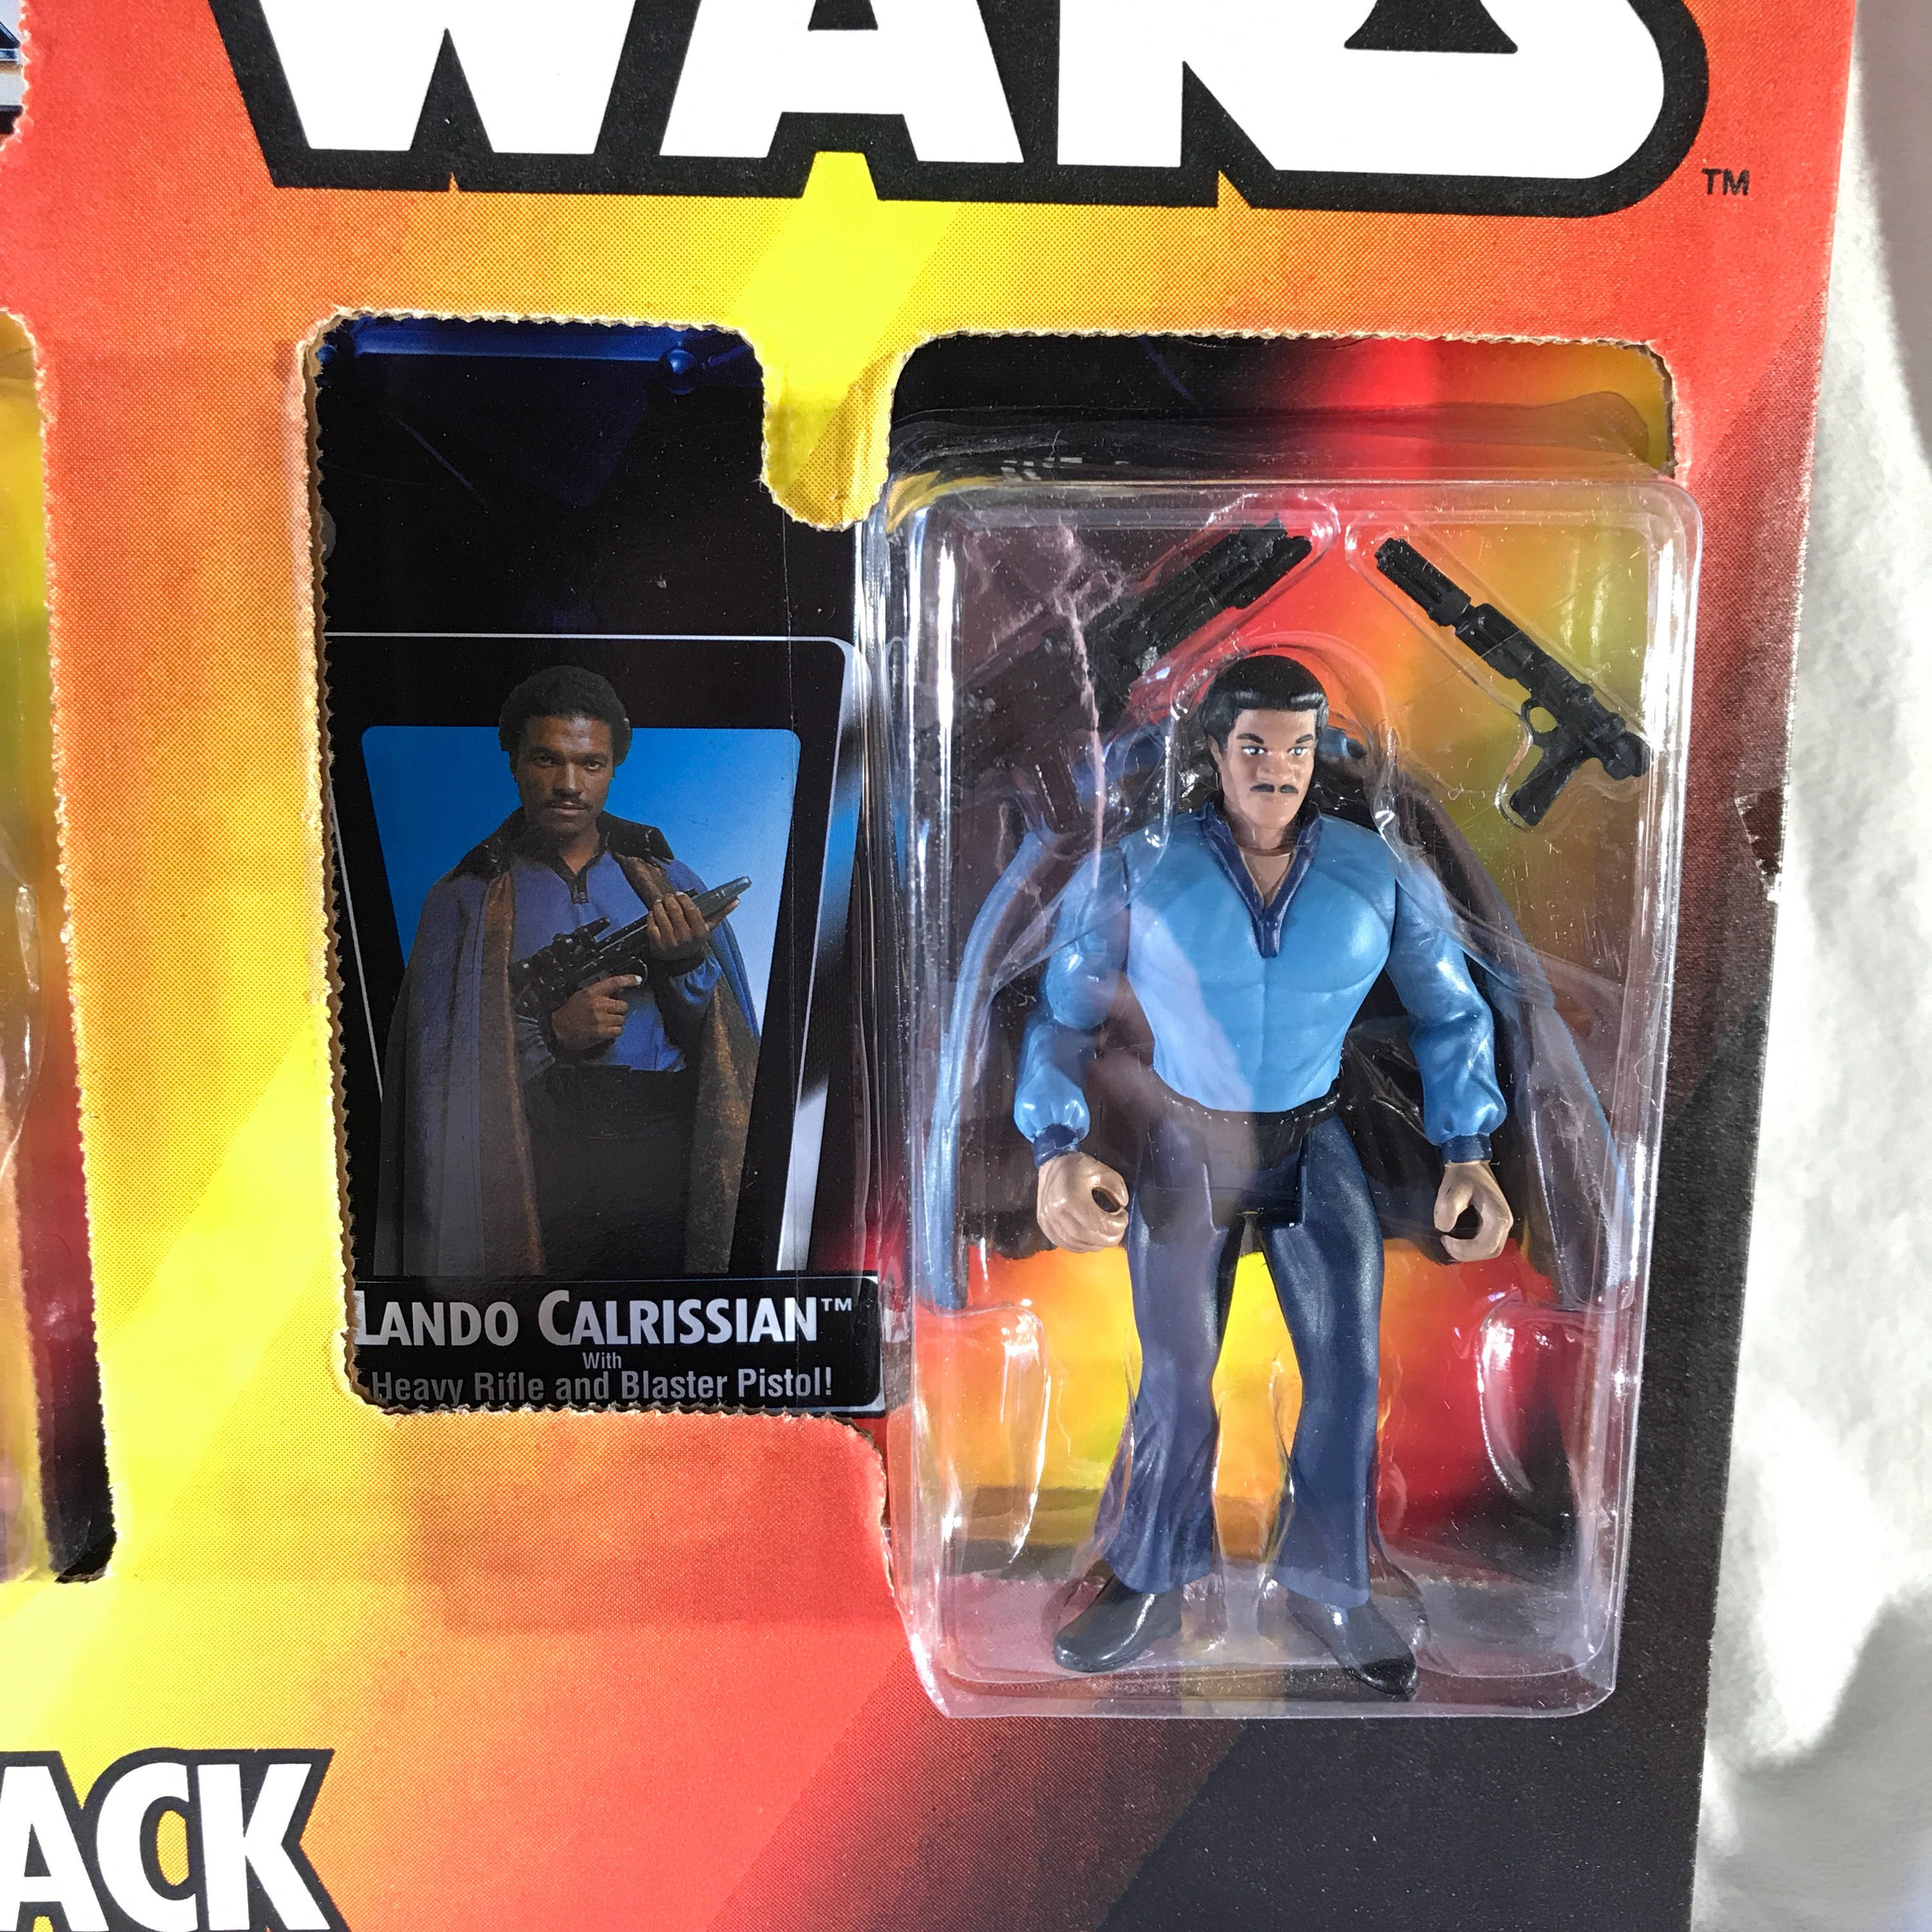 WARS
TM
LANDO CALRISSIAN™
With
Heavy Rifle and Blaster Pistol!
ACK